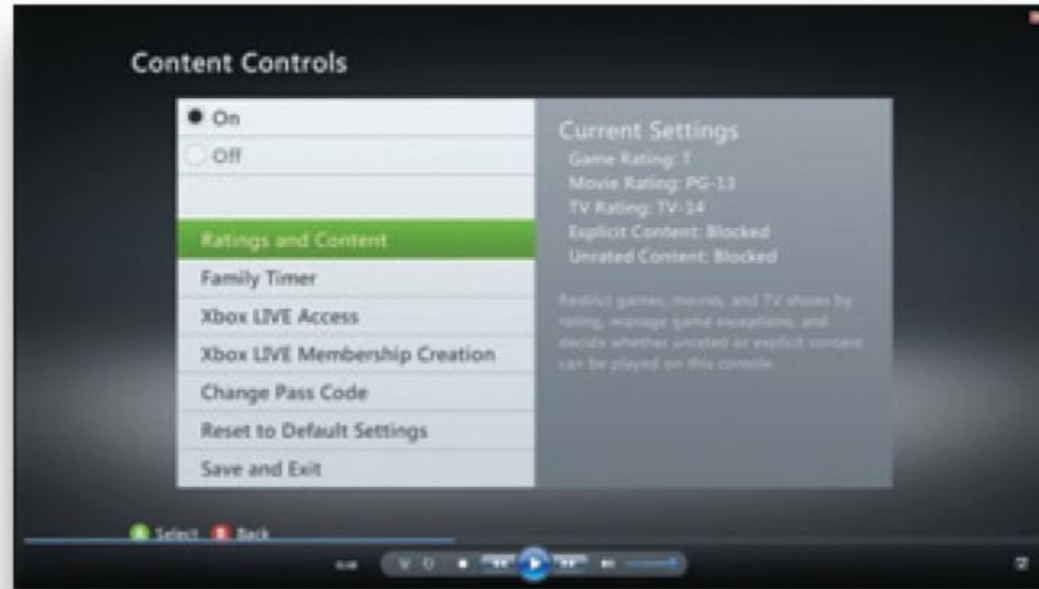 Content Controls
On
Off
Ratings and Content
Family Timer
Xbox LIVE Access
Xbox LIVE Membership Creation
Change Pass Code
Reset to Default Settings
Save and Exit
Current Settings
Game Rating: T
Movie Rating: PG-13
TV Rating: TV-14
Explicit Content: Blocked
Unrated Content: Blocked
Restrict games, movies, and TV shows by
rating, manage game exceptions, and
decide whether unrated or explicit content
can be played on this console.
A Select B Back